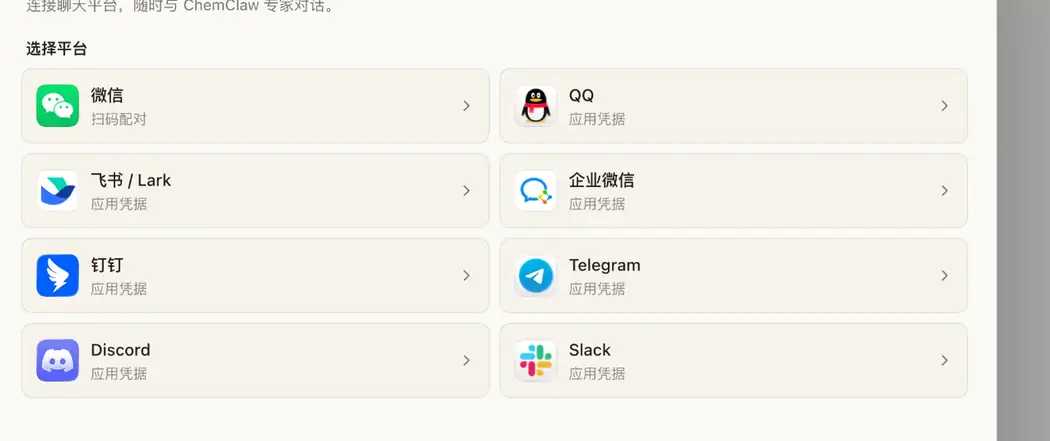 连接聊天平台，随时与 ChemClaw 专家对话。
选择平台
微信
扫码配对
QQ
应用凭据
飞书 / Lark
应用凭据
企业微信
应用凭据
钉钉
应用凭据
Telegram
应用凭据
Discord
应用凭据
Slack
应用凭据